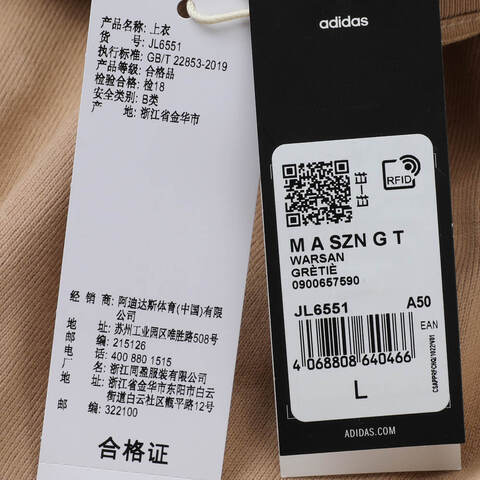 产品名称: 上衣
货 号: JL6551
执行标准: GB/T 22853-2019
产品等级: 合格品
检验合格: 检18
安全类别: B类
产 地: 浙江省金华市
经 销 商: 阿迪达斯体育(中国)有限
公司
地 址: 苏州工业园区唯胜路508号
邮 编: 215126
电 话: 400 880 1515
厂 名: 浙江同盈服装有限公司
地 址: 浙江省金华市东阳市白云
街道白云社区兴平路12号
邮 编: 322100
合格证
adidas
RFID
M A SZN G T
WARSAN
GRÈTIÈ
0900657590
JL6551 A50
EAN
4 068808 640466
L
ADIDAS.COM